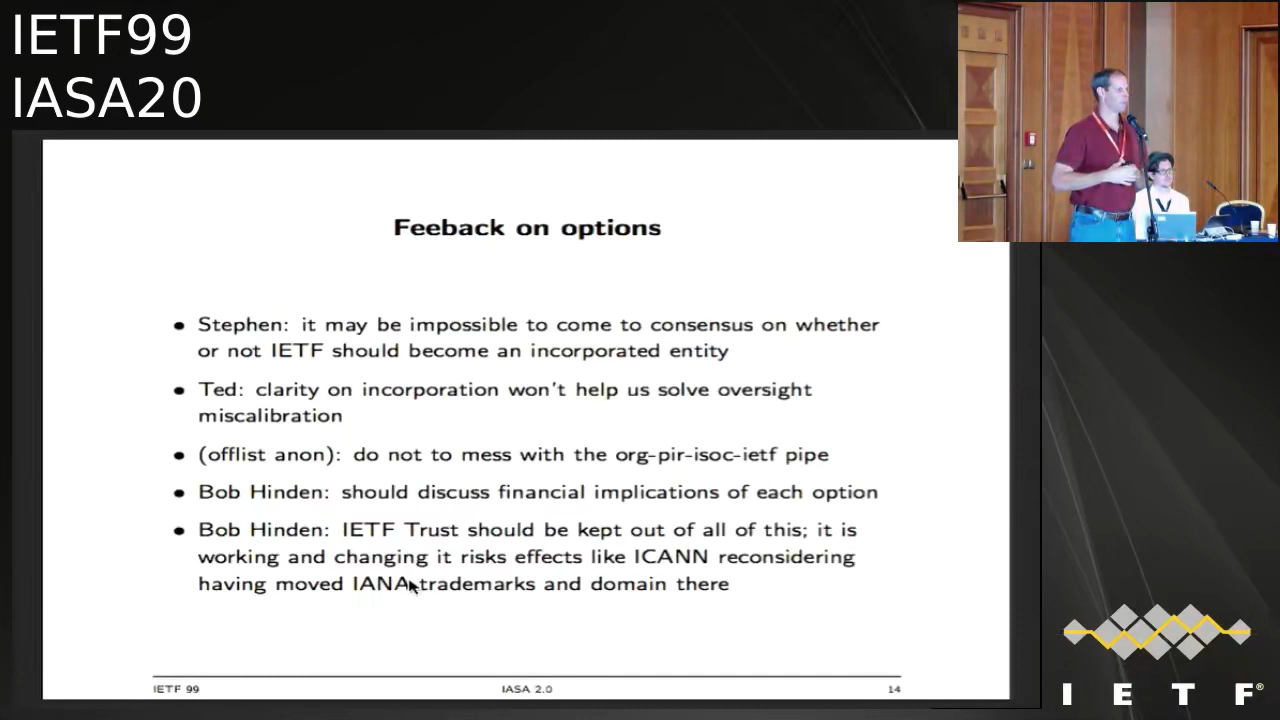 IETF99
IASA20
Feeback on options
• Stephen: it may be impossible to come to consensus on whether
or not IETF should become an incorporated entity
• Ted: clarity on incorporation won't help us solve oversight
miscalibration
• (offlist anon): do not to mess with the org-pir-isoc-ietf pipe
• Bob Hinden: should discuss financial implications of each option
• Bob Hinden: IETF Trust should be kept out of all of this; it is
working and changing it risks effects like ICANN reconsidering
having moved IANA trademarks and domain there
IETF 99 IASA 2.0 14
I E T F®